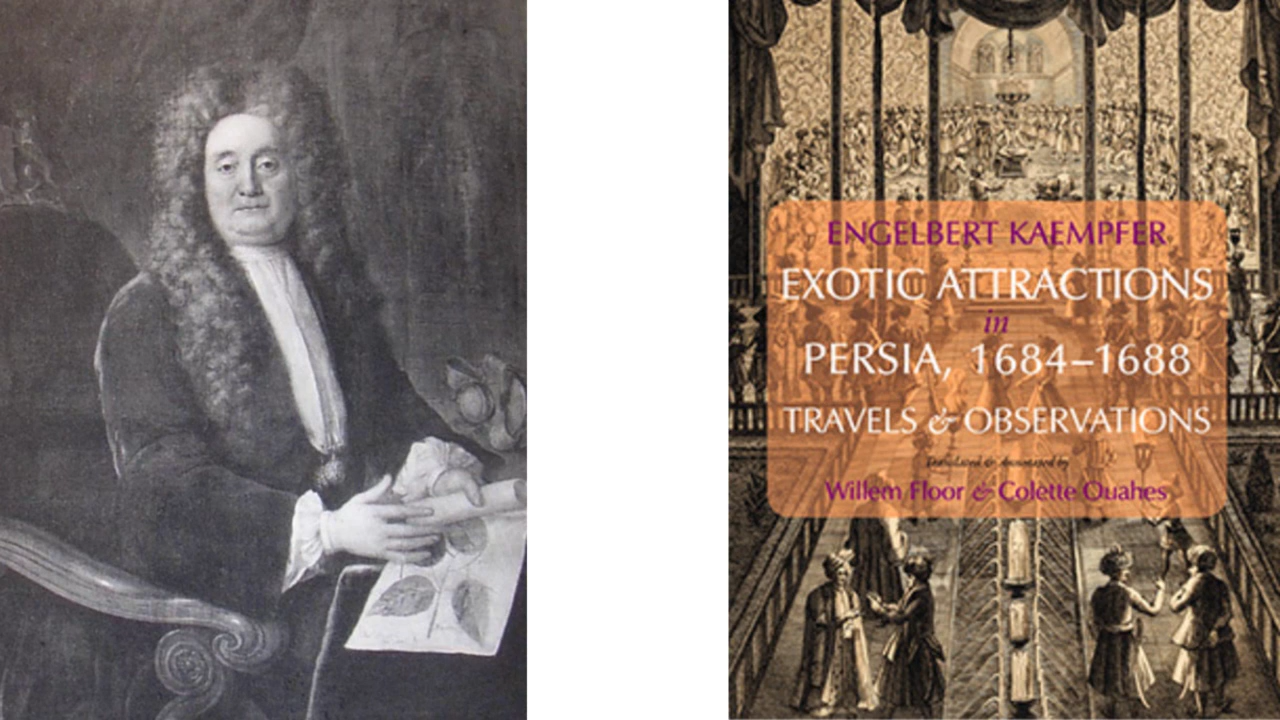 ENGELBERT KAEMPFER
EXOTIC ATTRACTIONS
in
PERSIA, 1684–1688
TRAVELS & OBSERVATIONS
Translated & Annotated by
Willem Floor & Colette Ouahes